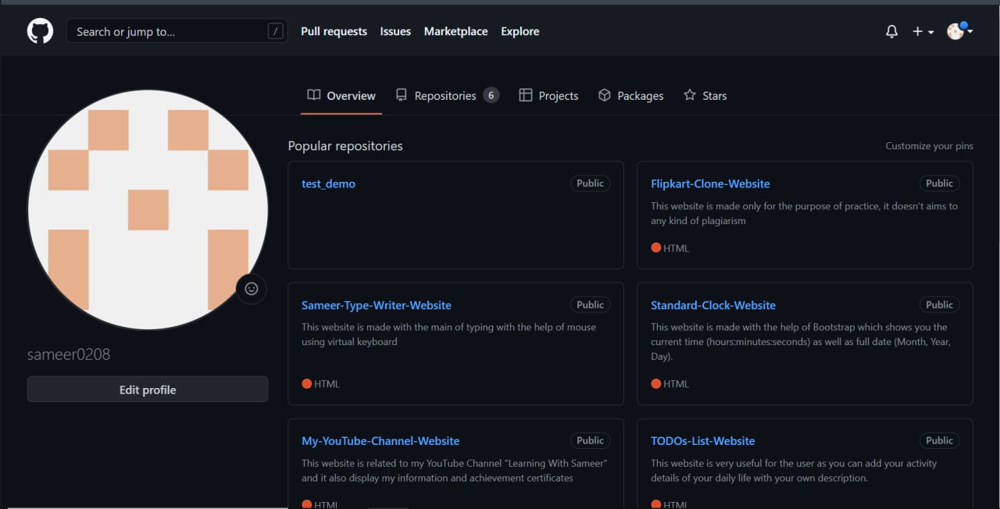 Search or jump to... /
Pull requests Issues Marketplace Explore
Overview Repositories 6 Projects Packages Stars
sameer0208
Edit profile
Popular repositories Customize your pins
test_demo Public
Flipkart-Clone-Website Public
This website is made only for the purpose of practice, it doesn't aims to
any kind of plagiarism
HTML
Sameer-Type-Writer-Website Public
This website is made with the main of typing with the help of mouse
using virtual keyboard
HTML
Standard-Clock-Website Public
This website is made with the help of Bootstrap which shows you the
current time (hours:minutes:seconds) as well as full date (Month, Year,
Day).
HTML
My-YouTube-Channel-Website Public
This website is related to my YouTube Channel "Learning With Sameer"
and it also display my information and achievement certificates
HTML
TODOs-List-Website Public
This website is very useful for the user as you can add your activity
details of your daily life with your own description.
HTML